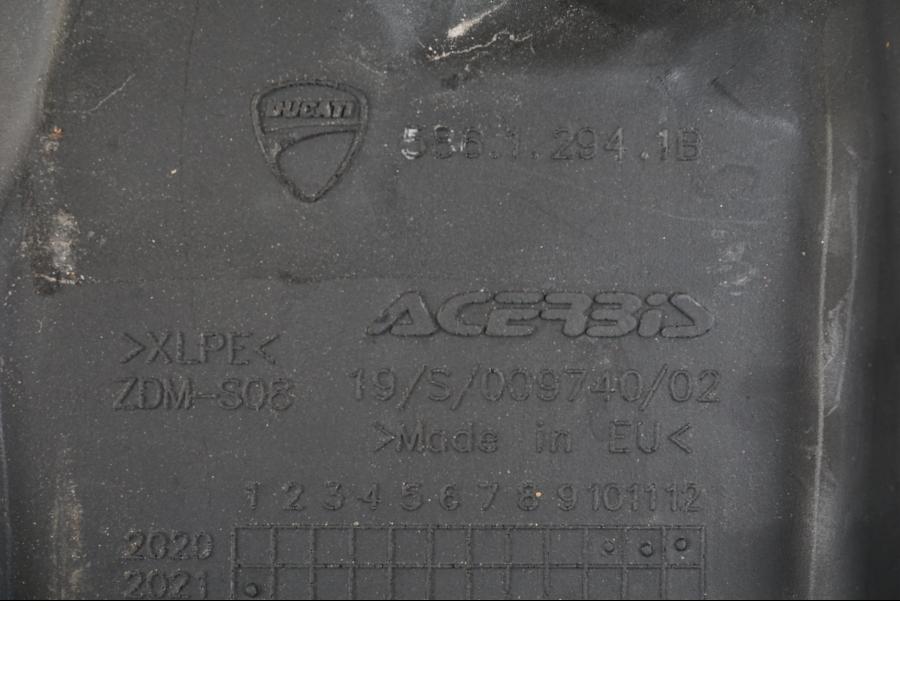 DUCATI
586.1.294.1B
ACERBIS
>XLPE<
ZDM-S08
19/S/009740/02
>Made in EU<
1 2 3 4 5 6 7 8 9 10 11 12
2020
2021